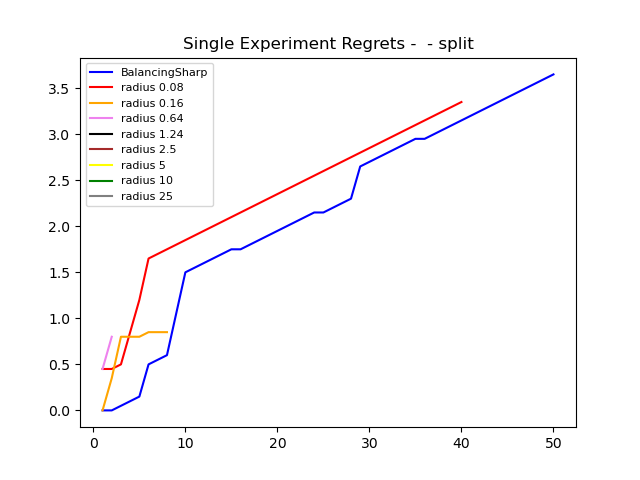 Single Experiment Regrets -  - split
BalancingSharp
radius 0.08
radius 0.16
radius 0.64
radius 1.24
radius 2.5
radius 5
radius 10
radius 25
3.5
3.0
2.5
2.0
1.5
1.0
0.5
0.0
0 10 20 30 40 50